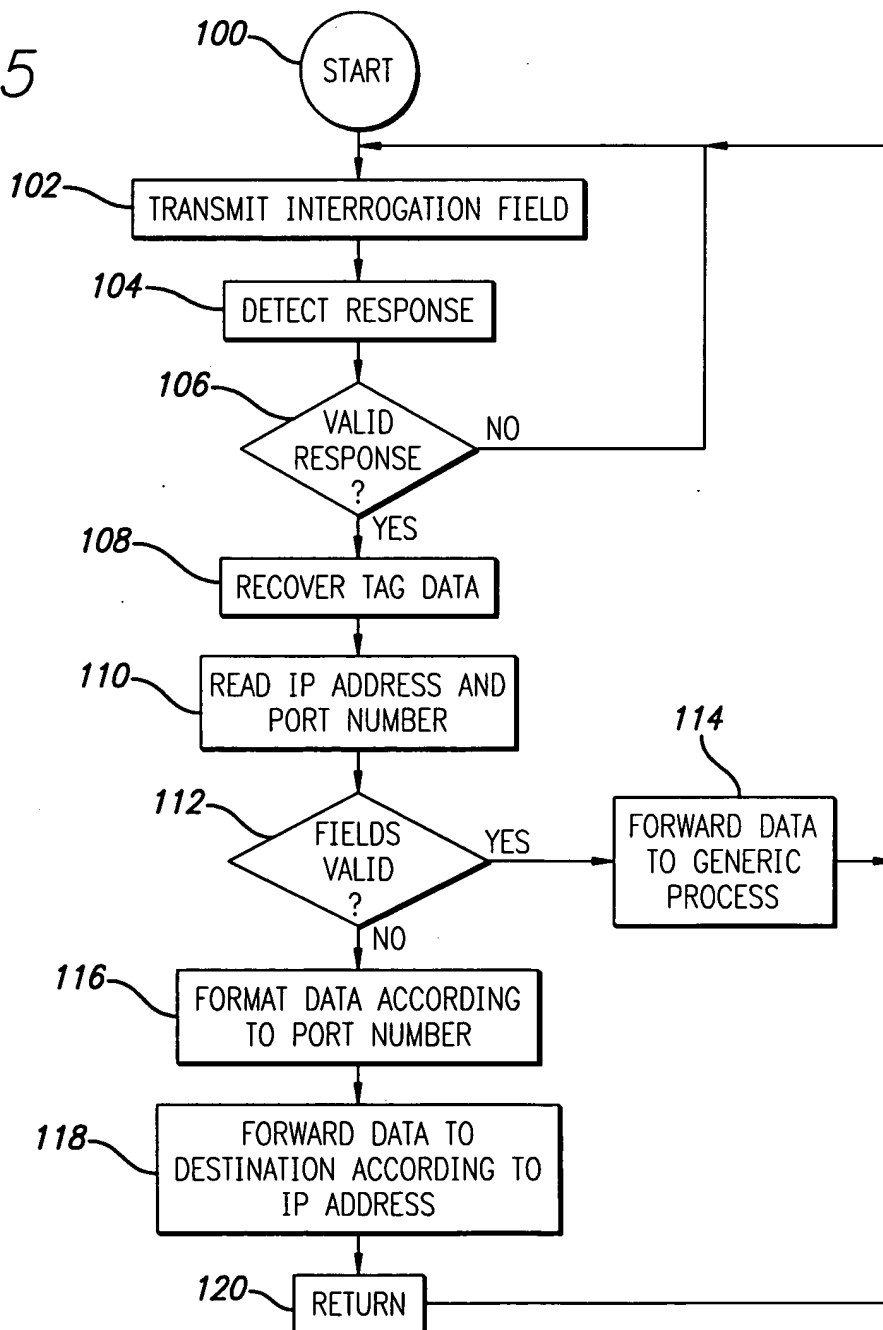 5
100
START
102
TRANSMIT INTERROGATION FIELD
104
DETECT RESPONSE
106
VALID
RESPONSE
?
NO
YES
108
RECOVER TAG DATA
110
READ IP ADDRESS AND
PORT NUMBER
112
FIELDS
VALID
?
YES
NO
114
FORWARD DATA
TO GENERIC
PROCESS
116
FORMAT DATA ACCORDING
TO PORT NUMBER
118
FORWARD DATA TO
DESTINATION ACCORDING TO
IP ADDRESS
120
RETURN